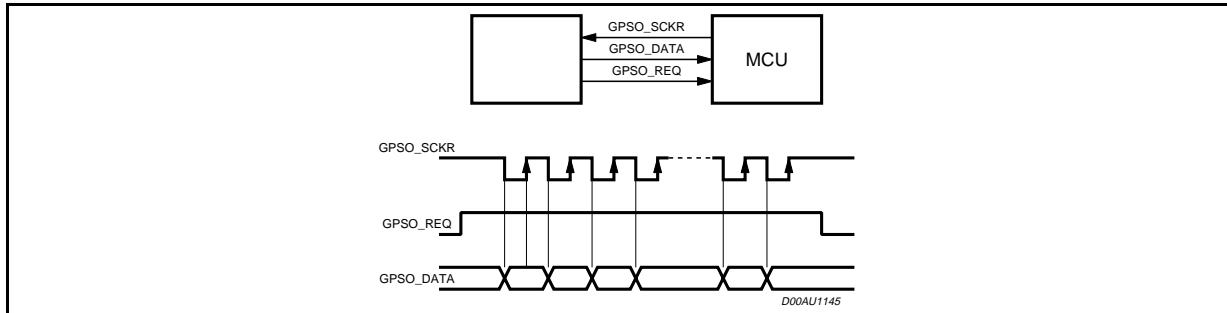 GPSO_SCKR
GPSO_DATA
GPSO_REQ
MCU
GPSO_SCKR
GPSO_REQ
GPSO_DATA
D00AU1145